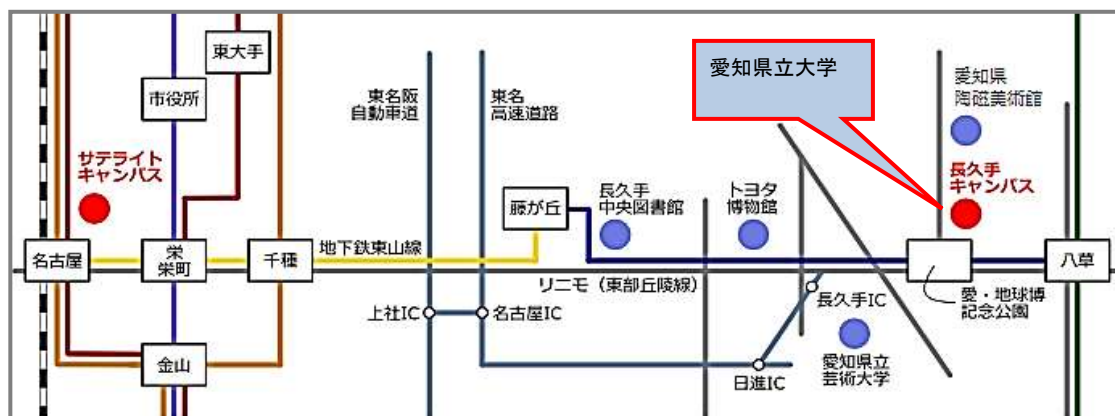 東大手
市役所
東名阪
自動車道
東名
高速道路
愛知県立大学
愛知県
陶磁美術館
サテライト
キャンパス
長久手
キャンパス
藤が丘
長久手
中央図書館
トヨタ
博物館
名古屋
栄
栄町
千種
地下鉄東山線
八草
リニモ（東部丘陵線）
愛・地球博
記念公園
上社IC
名古屋IC
長久手IC
金山
日進IC
愛知県立
芸術大学